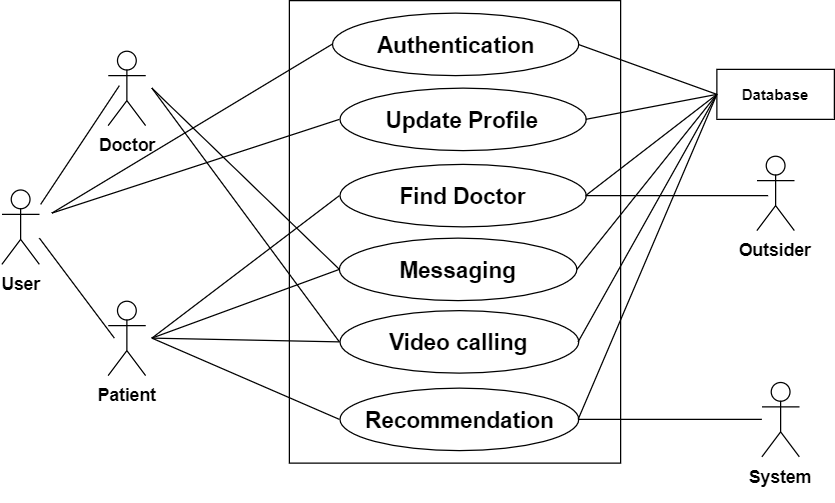 Authentication
Database
Doctor
Update Profile
Find Doctor
Outsider
User
Messaging
Video calling
Patient
Recommendation
System